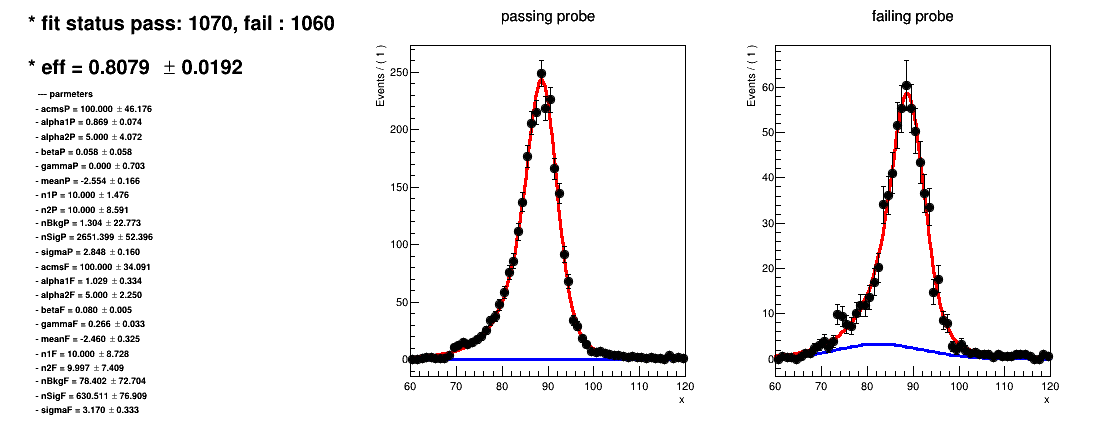 * fit status pass: 1070, fail : 1060
* eff = 0.8079 ± 0.0192
--- parmeters
- acmsP = 100.000 ± 46.176
- alpha1P = 0.869 ± 0.074
- alpha2P = 5.000 ± 4.072
- betaP = 0.058 ± 0.058
- gammaP = 0.000 ± 0.703
- meanP = -2.554 ± 0.166
- n1P = 10.000 ± 1.476
- n2P = 10.000 ± 8.591
- nBkgP = 1.304 ± 22.773
- nSigP = 2651.399 ± 52.396
- sigmaP = 2.848 ± 0.160
- acmsF = 100.000 ± 34.091
- alpha1F = 1.029 ± 0.334
- alpha2F = 5.000 ± 2.250
- betaF = 0.080 ± 0.005
- gammaF = 0.266 ± 0.033
- meanF = -2.460 ± 0.325
- n1F = 10.000 ± 8.728
- n2F = 9.997 ± 7.409
- nBkgF = 78.402 ± 72.704
- nSigF = 630.511 ± 76.909
- sigmaF = 3.170 ± 0.333
passing probe
Events / ( 1 )
250
200
150
100
50
0
60 70 80 90 100 110 120
x
failing probe
Events / ( 1 )
60
50
40
30
20
10
0
60 70 80 90 100 110 120
x